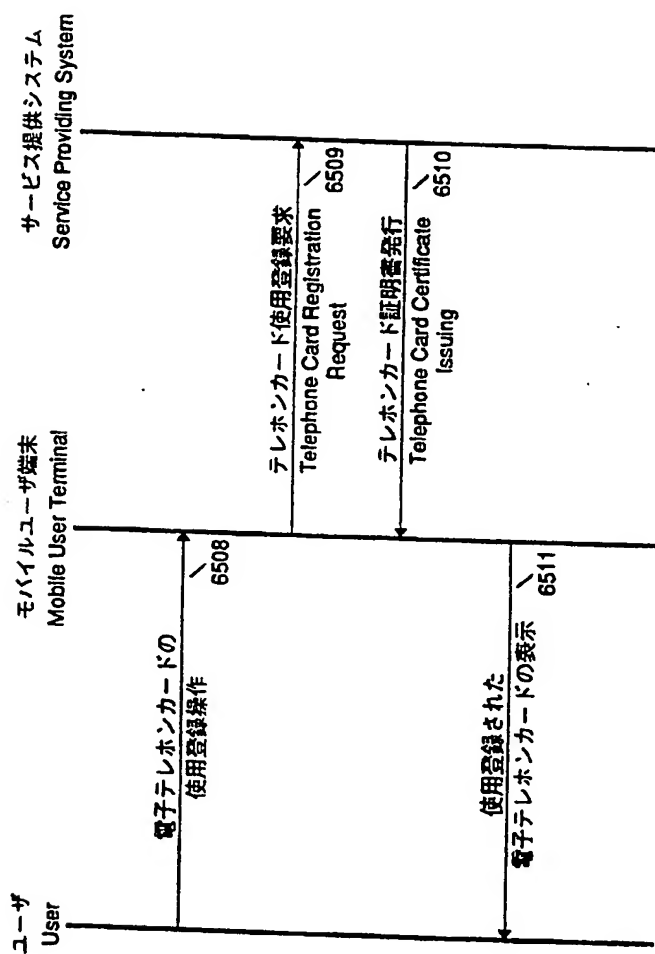 ユーザ
User
モバイルユーザ端末
Mobile User Terminal
サービス提供システム
Service Providing System
電子テレホンカードの
使用登録操作
6508
テレホンカード使用登録要求
6509
Telephone Card Registration
Request
テレホンカード証明書発行
6510
Telephone Card Certificate
Issuing
使用登録された
電子テレホンカードの表示
6511